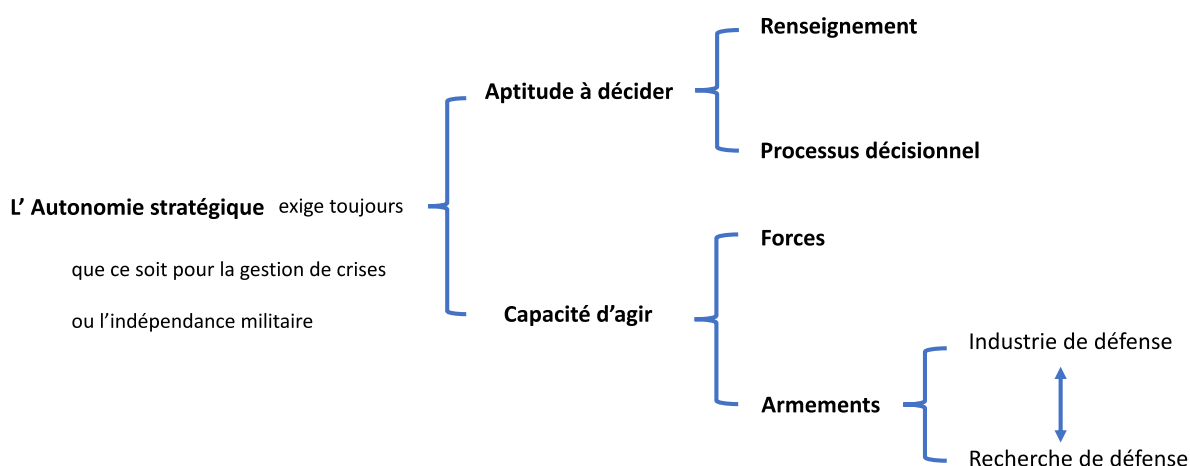 Renseignement
Aptitude à décider
Processus décisionnel
L’ Autonomie stratégique exige toujours
que ce soit pour la gestion de crises
ou l’indépendance militaire
Forces
Capacité d’agir
Industrie de défense
Armements
Recherche de défense